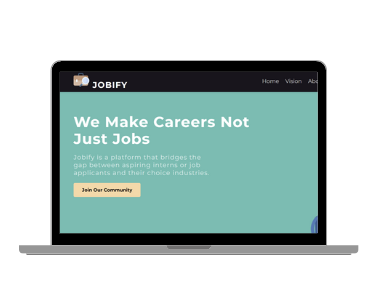 JOBIFY
Home Vision Abo
We Make Careers Not
Just Jobs
Jobify is a platform that bridges the
gap between aspiring interns or job
applicants and their choice industries
Join Our Community